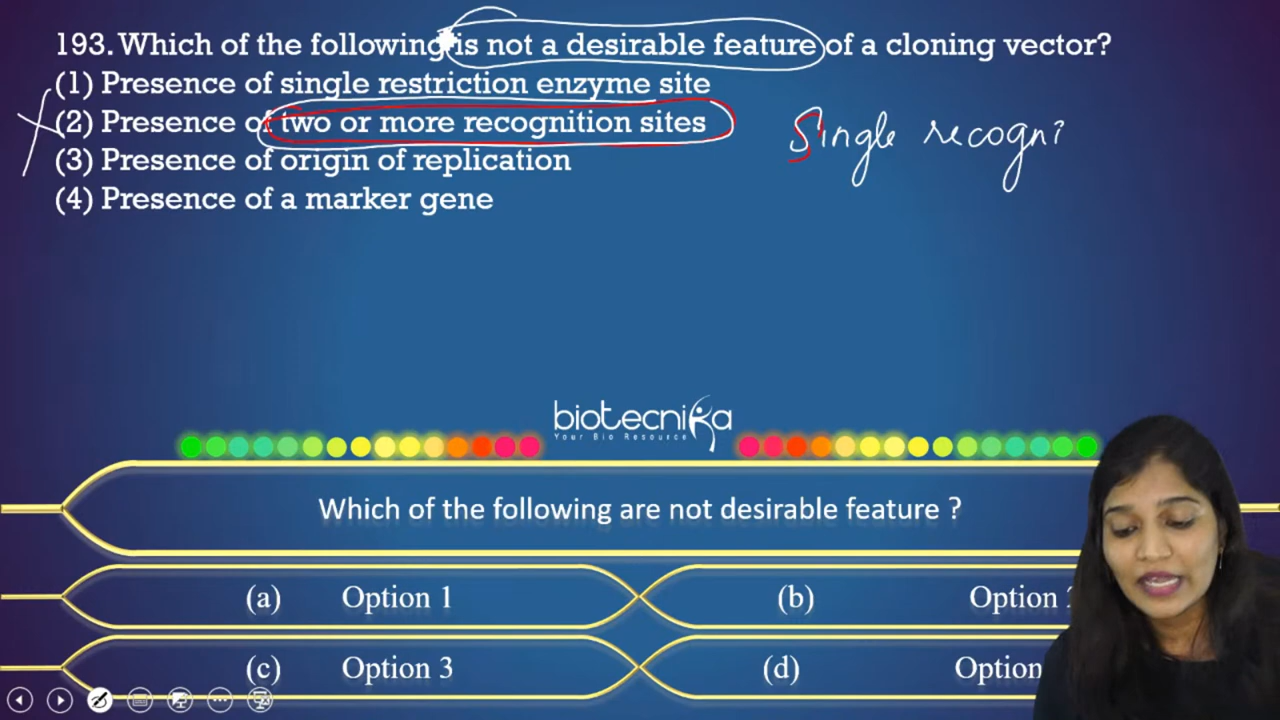 193. Which of the following is not a desirable feature of a cloning vector?
(1) Presence of single restriction enzyme site
(2) Presence of two or more recognition sites
(3) Presence of origin of replication
(4) Presence of a marker gene
Single recogni
biotecnika
Your Bio Resource
Which of the following are not desirable feature ?
(a) Option 1
(b) Option
(c) Option 3
(d) Option